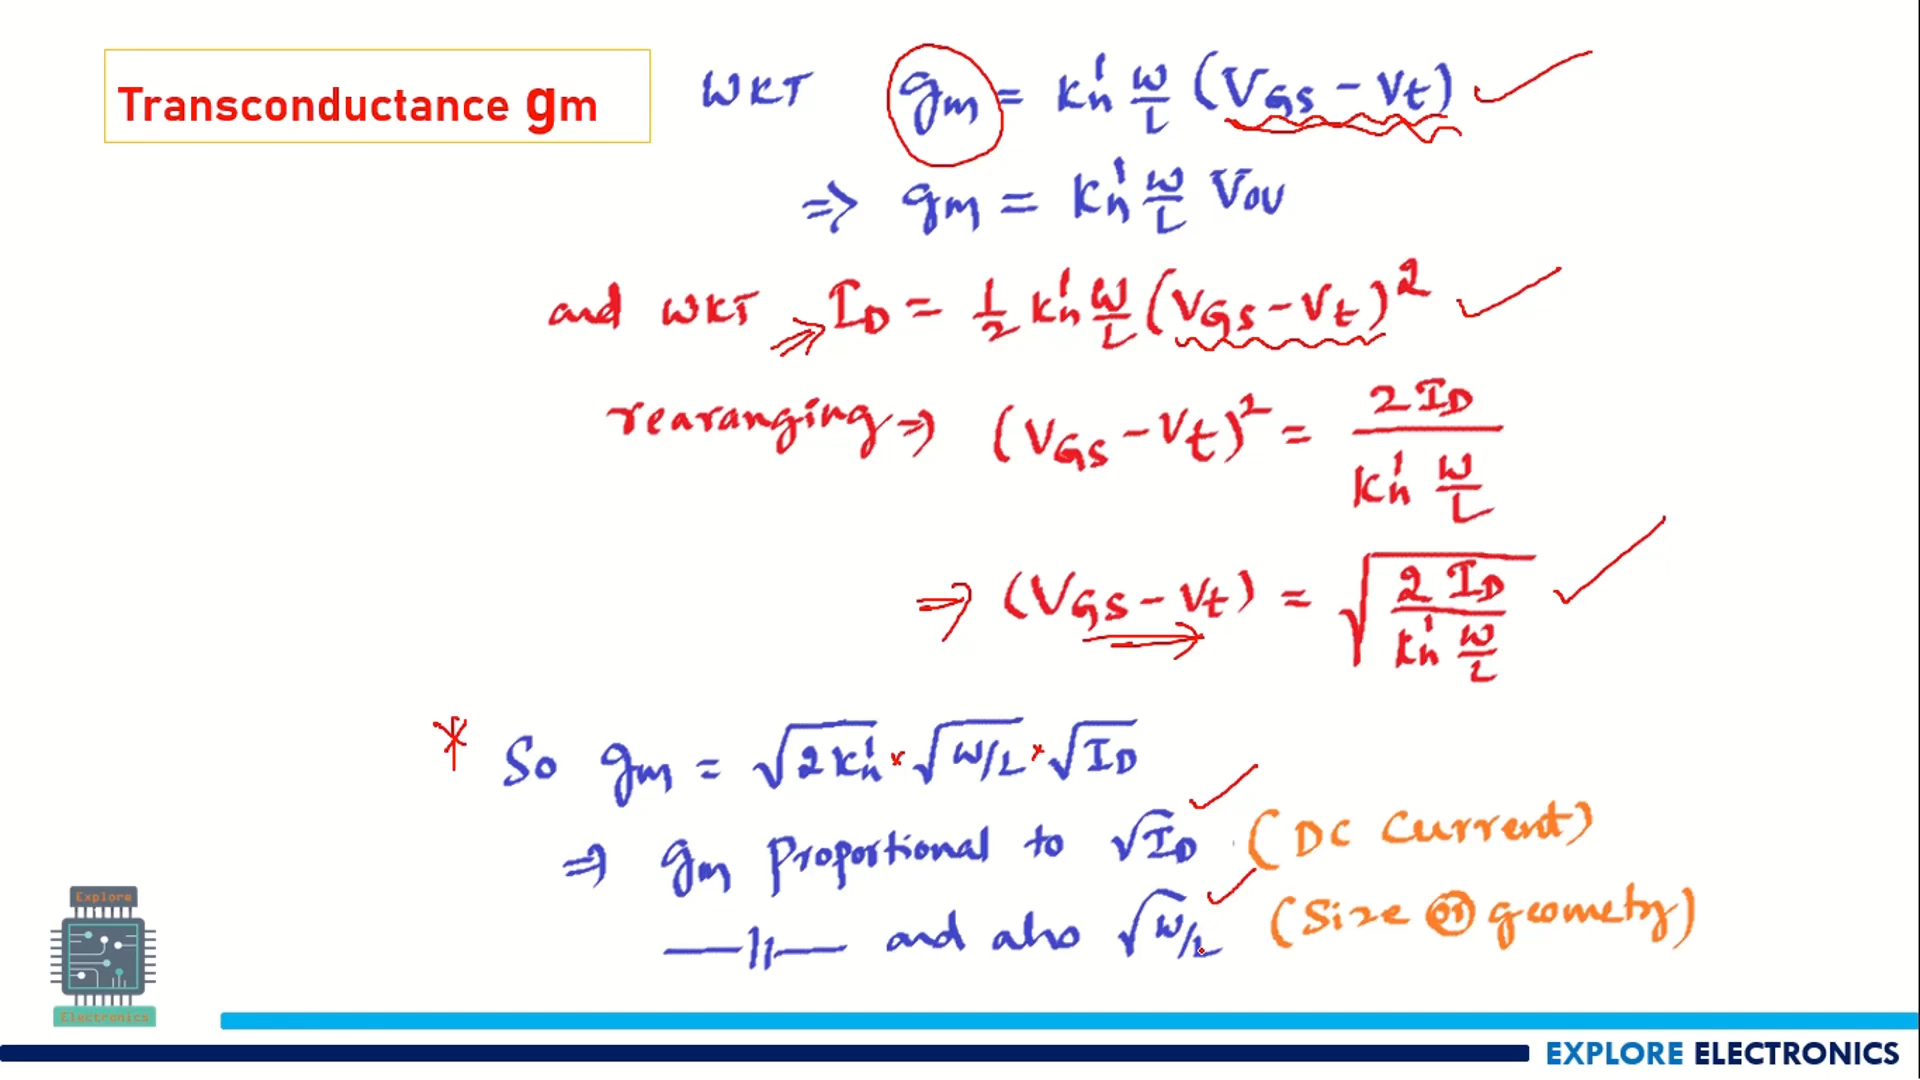 Transconductance gm
WKT gm = kn' W/L (VGS - Vt)
⇒ gm = kn' W/L VOV
and WKT ID = 1/2 kn' W/L (VGS - Vt)²
rearanging ⇒ (VGS - Vt)² = 2ID / kn' W/L
⇒ (VGS - Vt) = √(2 ID / kn' W/L)
* So gm = √2kn' × √W/L × √ID
⇒ gm proportional to √ID (DC current)
—॥— and also √W/L (Size or geometry)
Explore
Electronics
EXPLORE ELECTRONICS